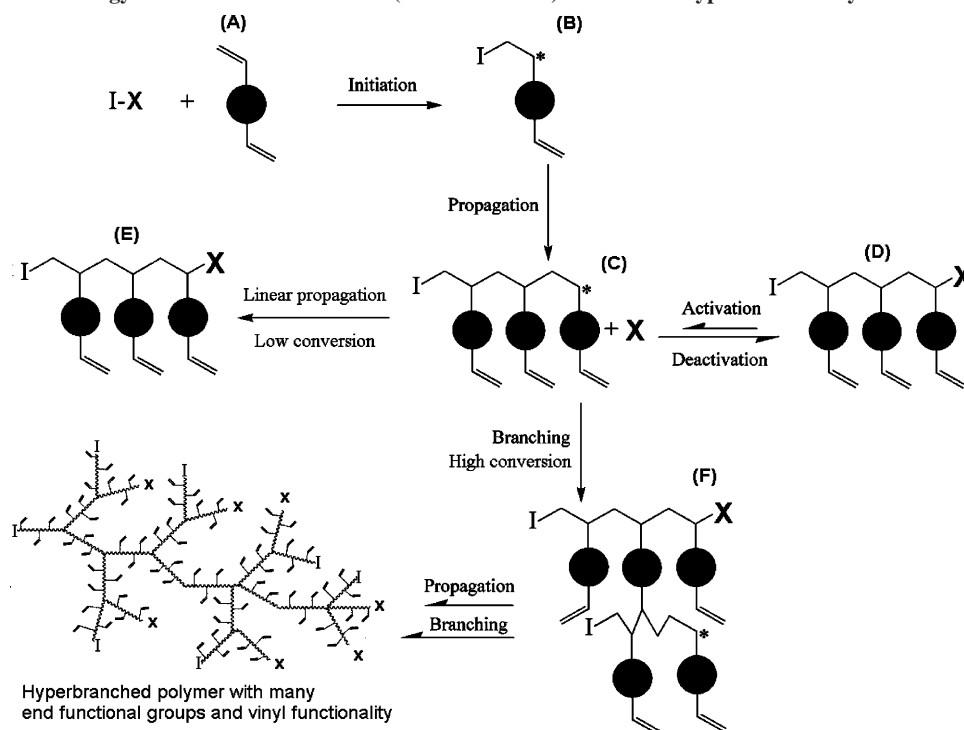 (A)
(B)
I-X + Initiation I *
Propagation
(E)
(C)
(D)
I X
I *
I X
Linear propagation
Low conversion
+ X
Activation
Deactivation
Branching
High conversion
(F)
I X
I *
Propagation
Branching
I I X X I I X I I X X I X
Hyperbranched polymer with many
end functional groups and vinyl functionality